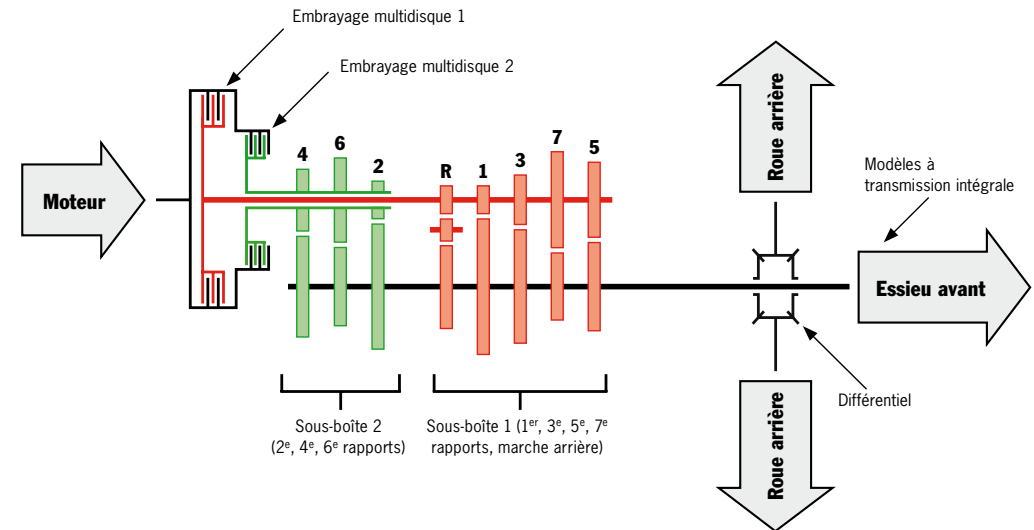 Embrayage multidisque 1
Embrayage multidisque 2
Moteur
4
6
2
R
1
3
7
5
Roue arrière
Modèles à
transmission intégrale
Essieu avant
Différentiel
Roue arrière
Sous-boîte 2
(2e, 4e, 6e rapports)
Sous-boîte 1 (1er, 3e, 5e, 7e
rapports, marche arrière)